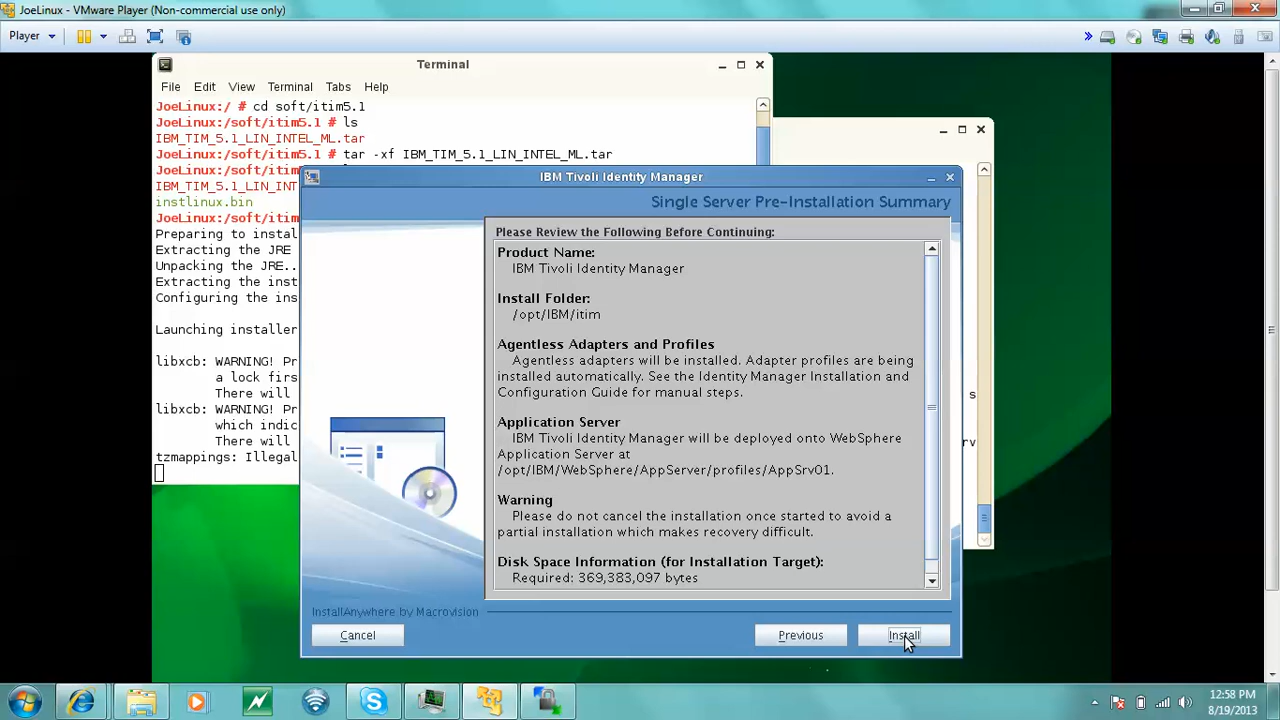 JoeLinux - VMware Player (Non-commercial use only)
Player
Terminal
File Edit View Terminal Tabs Help
JoeLinux:/ # cd soft/itim5.1
JoeLinux:/soft/itim5.1 # ls
IBM_TIM_5.1_LIN_INTEL_ML.tar
JoeLinux:/soft/itim5.1 # tar -xf IBM_TIM_5.1_LIN_INTEL_ML.tar
JoeLinux:/soft/itim5.1
IBM_TIM_5.1_LIN_INT
instlinux.bin
JoeLinux:/soft/itim5
Preparing to instal
Extracting the JRE
Unpacking the JRE..
Extracting the inst
Configuring the ins
Launching installer
libxcb: WARNING! Pr
a lock firs
There will
libxcb: WARNING! Pr
which indic
There will
tzmappings: Illegal
s
rv
IBM Tivoli Identity Manager
Single Server Pre-Installation Summary
Please Review the Following Before Continuing:
Product Name:
IBM Tivoli Identity Manager
Install Folder:
/opt/IBM/itim
Agentless Adapters and Profiles
Agentless adapters will be installed. Adapter profiles are being
installed automatically. See the Identity Manager Installation and
Configuration Guide for manual steps.
Application Server
IBM Tivoli Identity Manager will be deployed onto WebSphere
Application Server at
/opt/IBM/WebSphere/AppServer/profiles/AppSrv01.
Warning
Please do not cancel the installation once started to avoid a
partial installation which makes recovery difficult.
Disk Space Information (for Installation Target):
Required: 369,383,097 bytes
InstallAnywhere by Macrovision
Cancel Previous Install
12:58 PM
8/19/2013